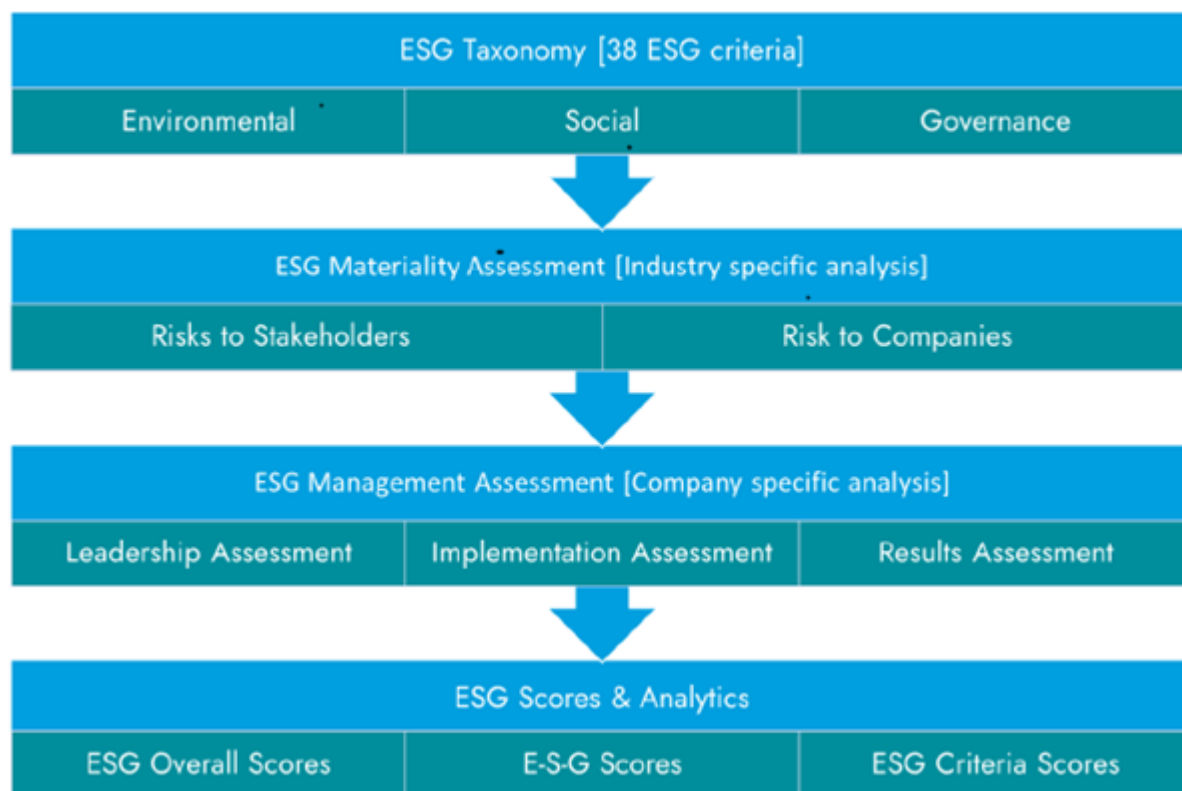 ESG Taxonomy [38 ESG criteria]
Environmental
Social
Governance
ESG Materiality Assessment [Industry specific analysis]
Risks to Stakeholders
Risk to Companies
ESG Management Assessment [Company specific analysis]
Leadership Assessment
Implementation Assessment
Results Assessment
ESG Scores & Analytics
ESG Overall Scores
E-S-G Scores
ESG Criteria Scores